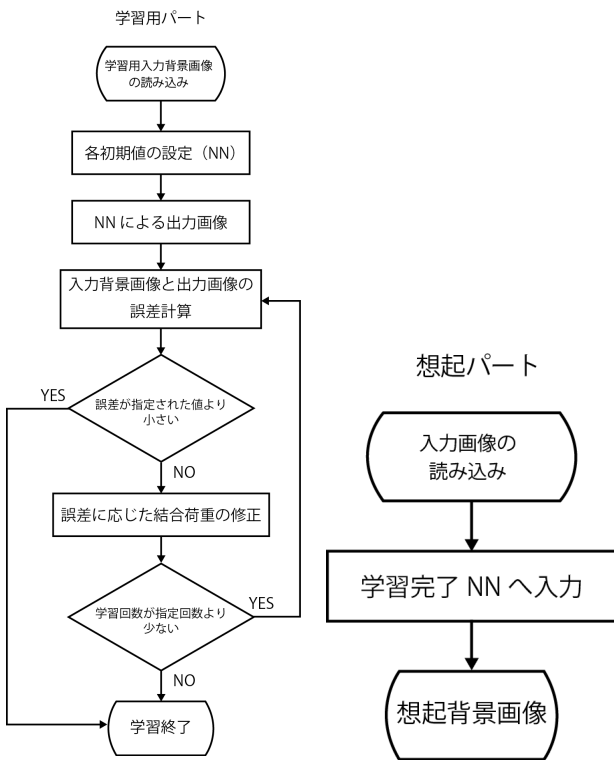 学習用パート
学習用入力背景画像
の読み込み
各初期値の設定（NN）
NN による出力画像
入力背景画像と出力画像の
誤差計算
誤差が指定された値より
小さい
YES
NO
誤差に応じた結合荷重の修正
学習回数が指定回数より
少ない
YES
NO
学習終了
想起パート
入力画像の
読み込み
学習完了 NN へ入力
想起背景画像